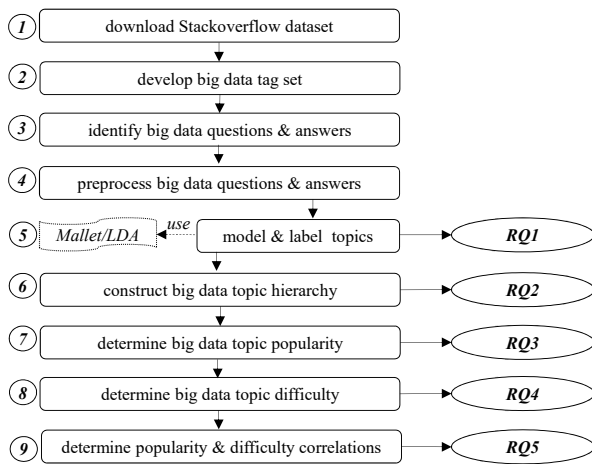 1 download Stackoverflow dataset
2 develop big data tag set
3 identify big data questions & answers
4 preprocess big data questions & answers
5 Mallet/LDA use model & label topics RQ1
6 construct big data topic hierarchy RQ2
7 determine big data topic popularity RQ3
8 determine big data topic difficulty RQ4
9 determine popularity & difficulty correlations RQ5